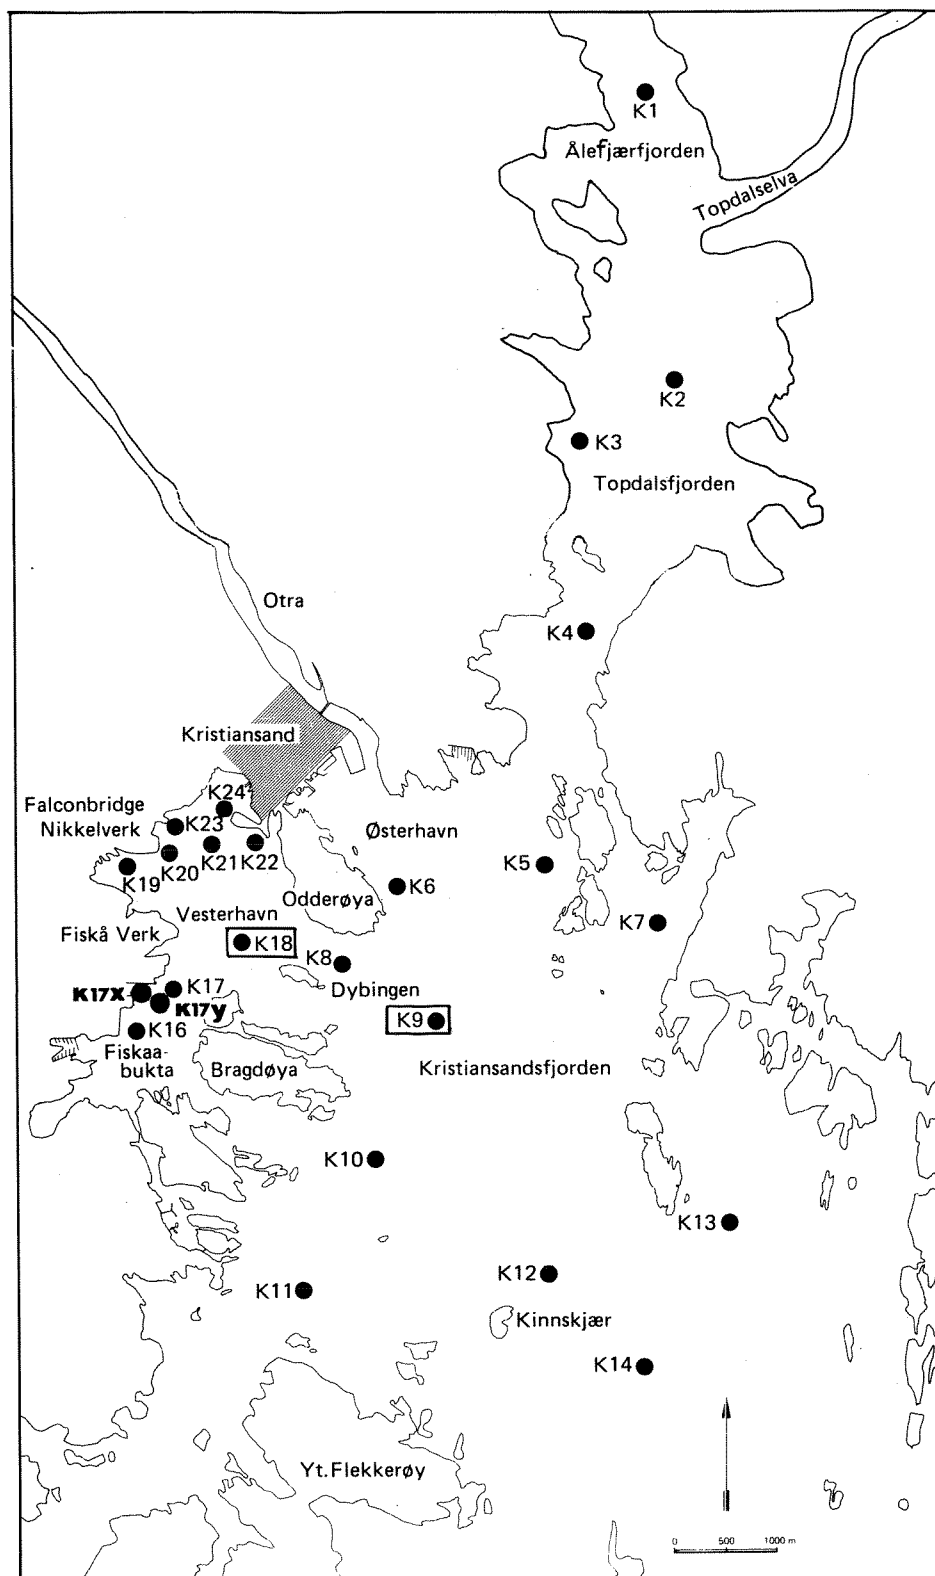 K1
Ålefjærfjorden
Topdalselva
K2
K3
Topdalsfjorden
Otra
K4
Kristiansand
K24
Falconbridge
Nikkelverk
K23
Østerhavn
K21
K22
K20
K19
K5
K6
Odderøya
Vesterhavn
K7
Fiskå Verk
K18
K8
Dybingen
K17
K17X
K17y
K9
K16
Fiskaa-
bukta
Bragdøya
Kristiansandsfjorden
K10
K13
K12
K11
Kinnskjær
K14
Yt.Flekkerøy
0 500 1000 m